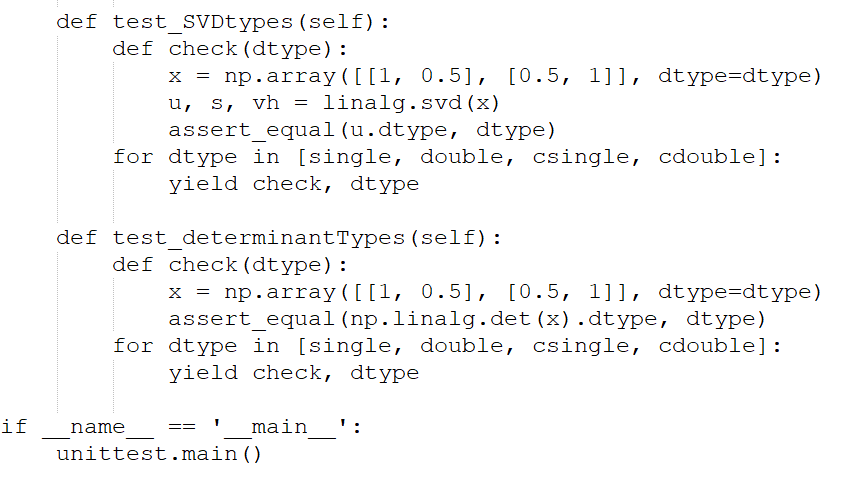 def test_SVDtypes(self):
def check(dtype):
x = np.array([[1, 0.5], [0.5, 1]], dtype=dtype)
u, s, vh = linalg.svd(x)
assert_equal(u.dtype, dtype)
for dtype in [single, double, csingle, cdouble]:
yield check, dtype
def test_determinantTypes(self):
def check(dtype):
x = np.array([[1, 0.5], [0.5, 1]], dtype=dtype)
assert_equal(np.linalg.det(x).dtype, dtype)
for dtype in [single, double, csingle, cdouble]:
yield check, dtype
if __name__ == '__main__':
unittest.main()